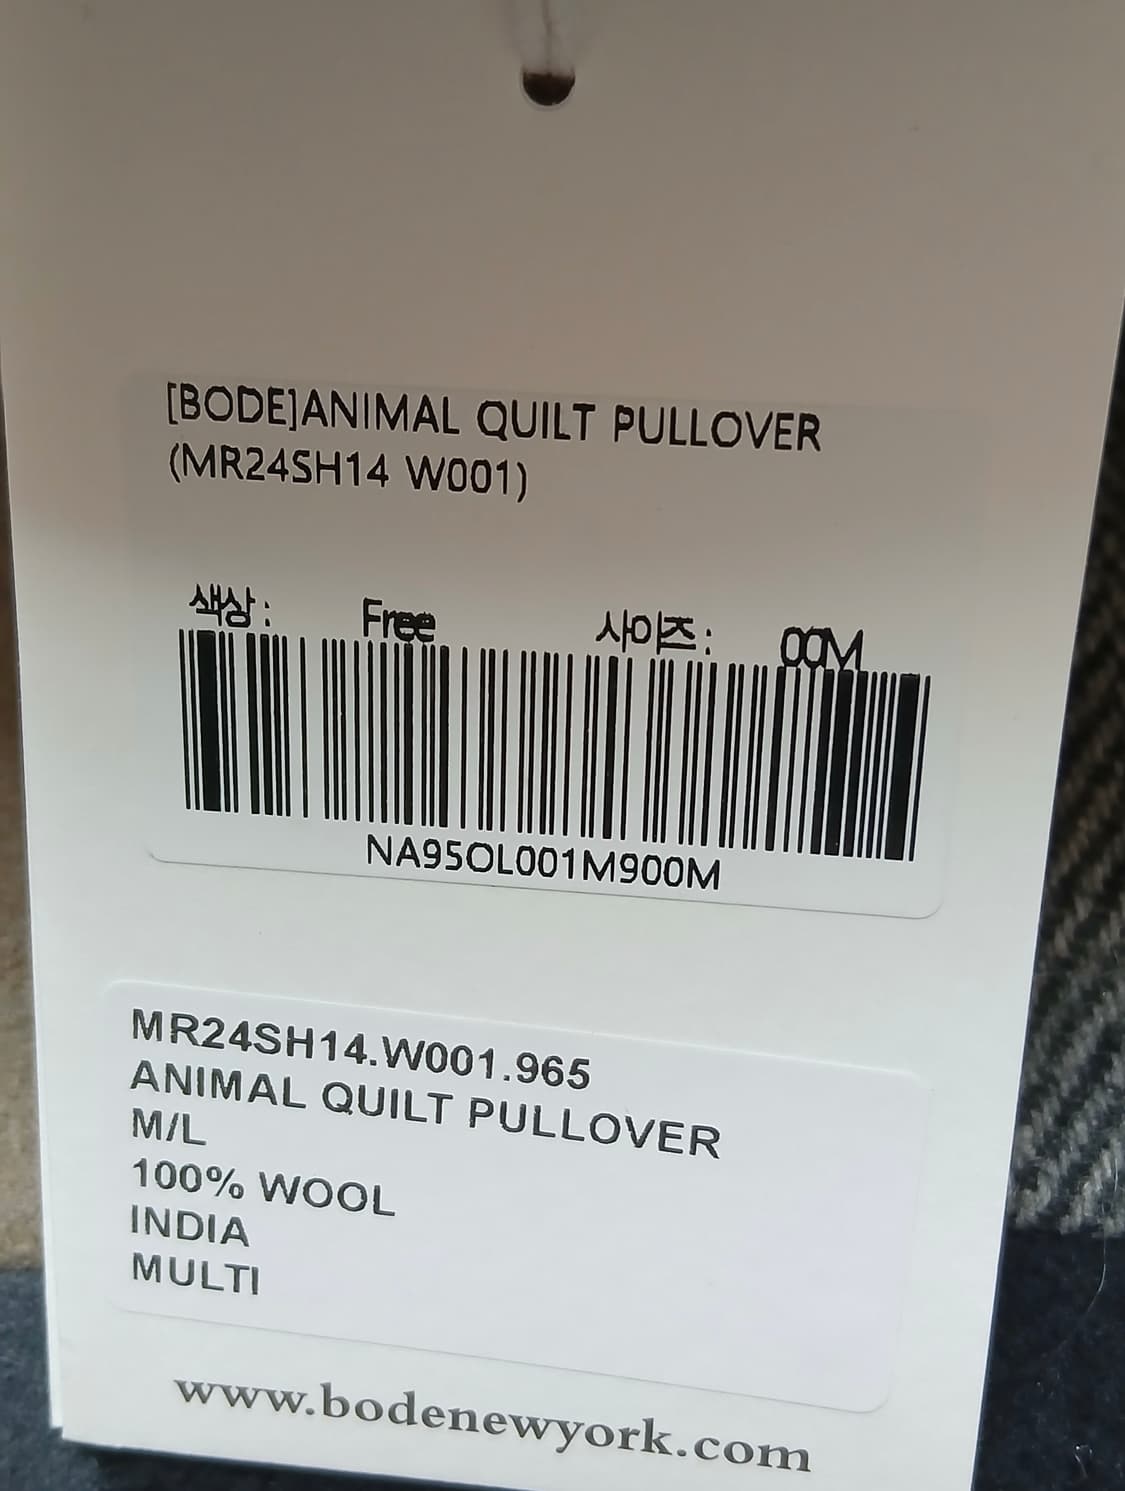 [BODE]ANIMAL QUILT PULLOVER
(MR24SH14 W001)
색상 : Free 사이즈 : 00M
NA95OL001M900M
MR24SH14.W001.965
ANIMAL QUILT PULLOVER
M/L
100% WOOL
INDIA
MULTI
www.bodenewyork.com